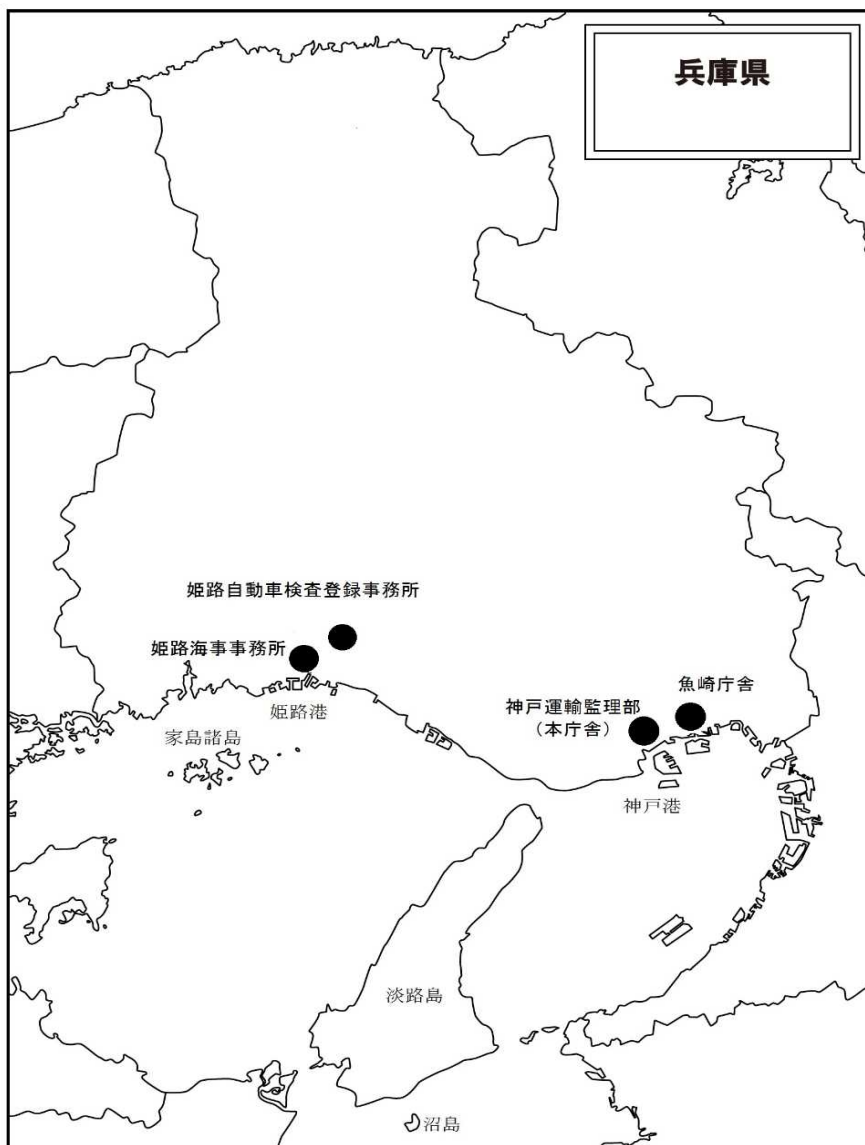 兵庫県
姫路自動車検査登録事務所
姫路海事事務所
姫路港
家島諸島
魚崎庁舎
神戸運輸監理部
（本庁舎）
神戸港
淡路島
沼島